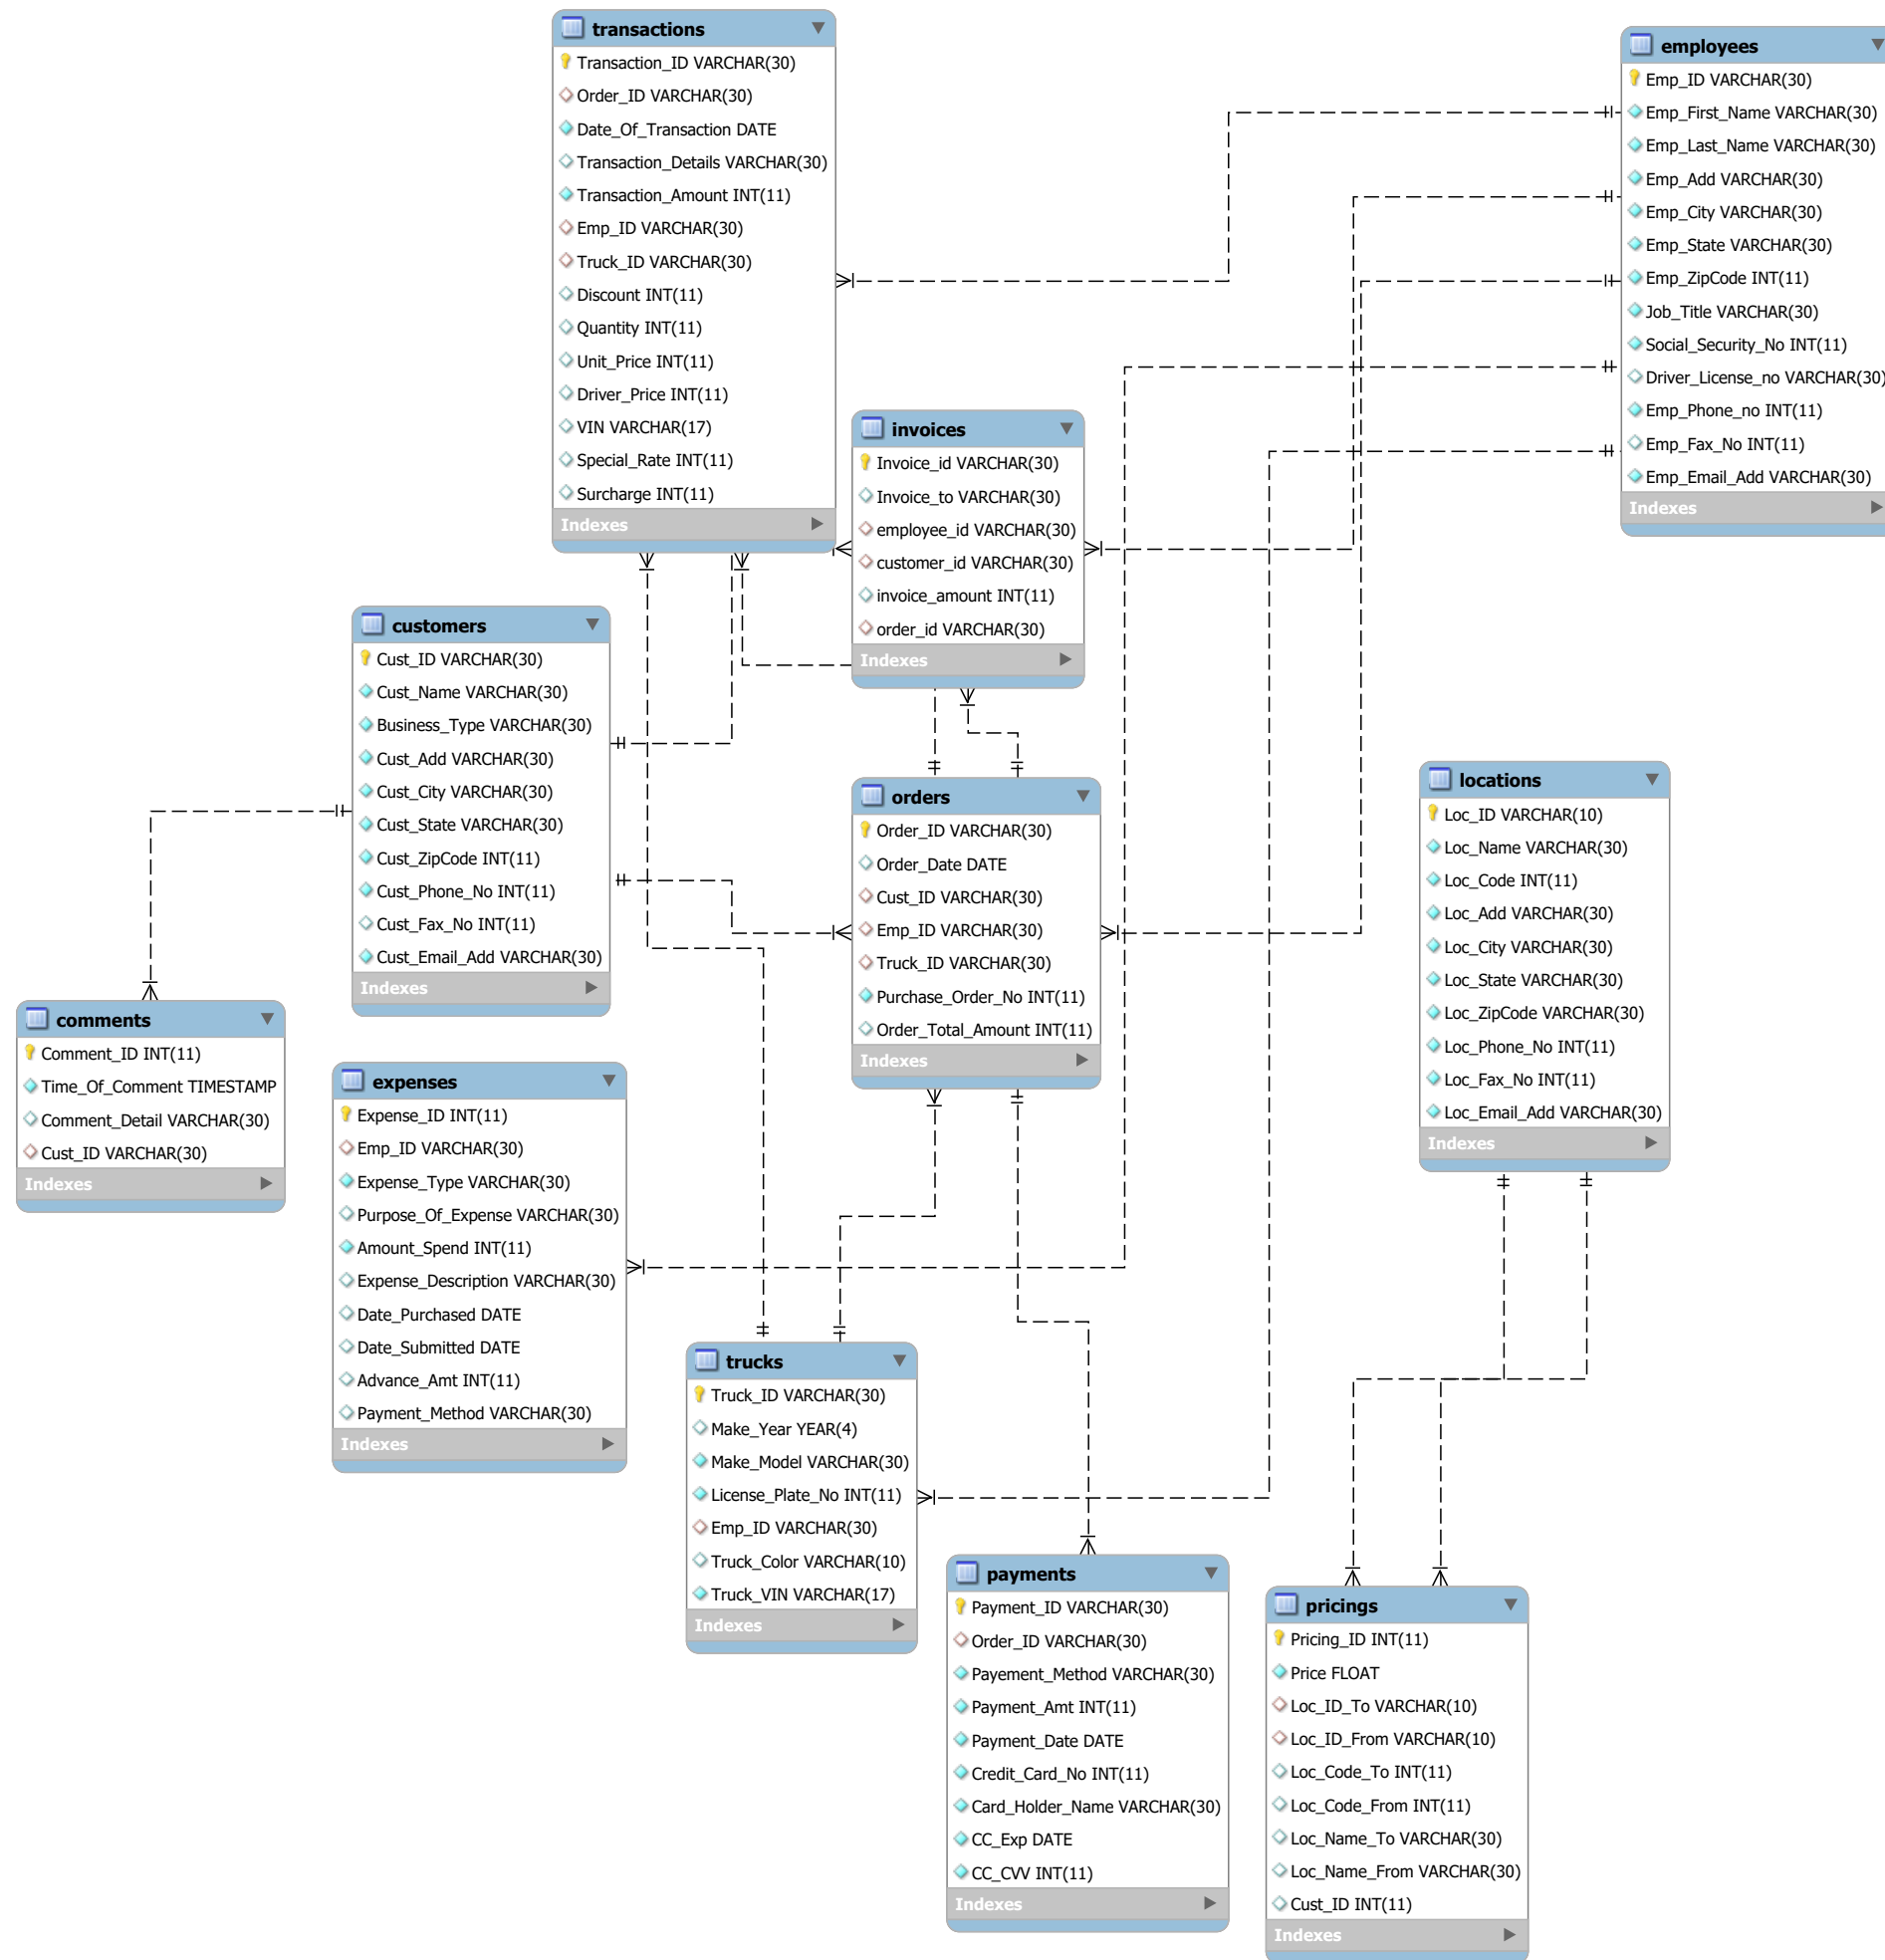 transactions
Transaction_ID VARCHAR(30)
Order_ID VARCHAR(30)
Date_Of_Transaction DATE
Transaction_Details VARCHAR(30)
Transaction_Amount INT(11)
Emp_ID VARCHAR(30)
Truck_ID VARCHAR(30)
Discount INT(11)
Quantity INT(11)
Unit_Price INT(11)
Driver_Price INT(11)
VIN VARCHAR(17)
Special_Rate INT(11)
Surcharge INT(11)
Indexes
employees
Emp_ID VARCHAR(30)
Emp_First_Name VARCHAR(30)
Emp_Last_Name VARCHAR(30)
Emp_Add VARCHAR(30)
Emp_City VARCHAR(30)
Emp_State VARCHAR(30)
Emp_ZipCode INT(11)
Job_Title VARCHAR(30)
Social_Security_No INT(11)
Driver_License_no VARCHAR(30)
Emp_Phone_no INT(11)
Emp_Fax_No INT(11)
Emp_Email_Add VARCHAR(30)
Indexes
invoices
Invoice_id VARCHAR(30)
Invoice_to VARCHAR(30)
employee_id VARCHAR(30)
customer_id VARCHAR(30)
invoice_amount INT(11)
order_id VARCHAR(30)
Indexes
customers
Cust_ID VARCHAR(30)
Cust_Name VARCHAR(30)
Business_Type VARCHAR(30)
Cust_Add VARCHAR(30)
Cust_City VARCHAR(30)
Cust_State VARCHAR(30)
Cust_ZipCode INT(11)
Cust_Phone_No INT(11)
Cust_Fax_No INT(11)
Cust_Email_Add VARCHAR(30)
Indexes
orders
Order_ID VARCHAR(30)
Order_Date DATE
Cust_ID VARCHAR(30)
Emp_ID VARCHAR(30)
Truck_ID VARCHAR(30)
Purchase_Order_No INT(11)
Order_Total_Amount INT(11)
Indexes
locations
Loc_ID VARCHAR(10)
Loc_Name VARCHAR(30)
Loc_Code INT(11)
Loc_Add VARCHAR(30)
Loc_City VARCHAR(30)
Loc_State VARCHAR(30)
Loc_ZipCode VARCHAR(30)
Loc_Phone_No INT(11)
Loc_Fax_No INT(11)
Loc_Email_Add VARCHAR(30)
Indexes
comments
Comment_ID INT(11)
Time_Of_Comment TIMESTAMP
Comment_Detail VARCHAR(30)
Cust_ID VARCHAR(30)
Indexes
expenses
Expense_ID INT(11)
Emp_ID VARCHAR(30)
Expense_Type VARCHAR(30)
Purpose_Of_Expense VARCHAR(30)
Amount_Spend INT(11)
Expense_Description VARCHAR(30)
Date_Purchased DATE
Date_Submitted DATE
Advance_Amt INT(11)
Payment_Method VARCHAR(30)
Indexes
trucks
Truck_ID VARCHAR(30)
Make_Year YEAR(4)
Make_Model VARCHAR(30)
License_Plate_No INT(11)
Emp_ID VARCHAR(30)
Truck_Color VARCHAR(10)
Truck_VIN VARCHAR(17)
Indexes
payments
Payment_ID VARCHAR(30)
Order_ID VARCHAR(30)
Payement_Method VARCHAR(30)
Payment_Amt INT(11)
Payment_Date DATE
Credit_Card_No INT(11)
Card_Holder_Name VARCHAR(30)
CC_Exp DATE
CC_CVV INT(11)
Indexes
pricings
Pricing_ID INT(11)
Price FLOAT
Loc_ID_To VARCHAR(10)
Loc_ID_From VARCHAR(10)
Loc_Code_To INT(11)
Loc_Code_From INT(11)
Loc_Name_To VARCHAR(30)
Loc_Name_From VARCHAR(30)
Cust_ID INT(11)
Indexes